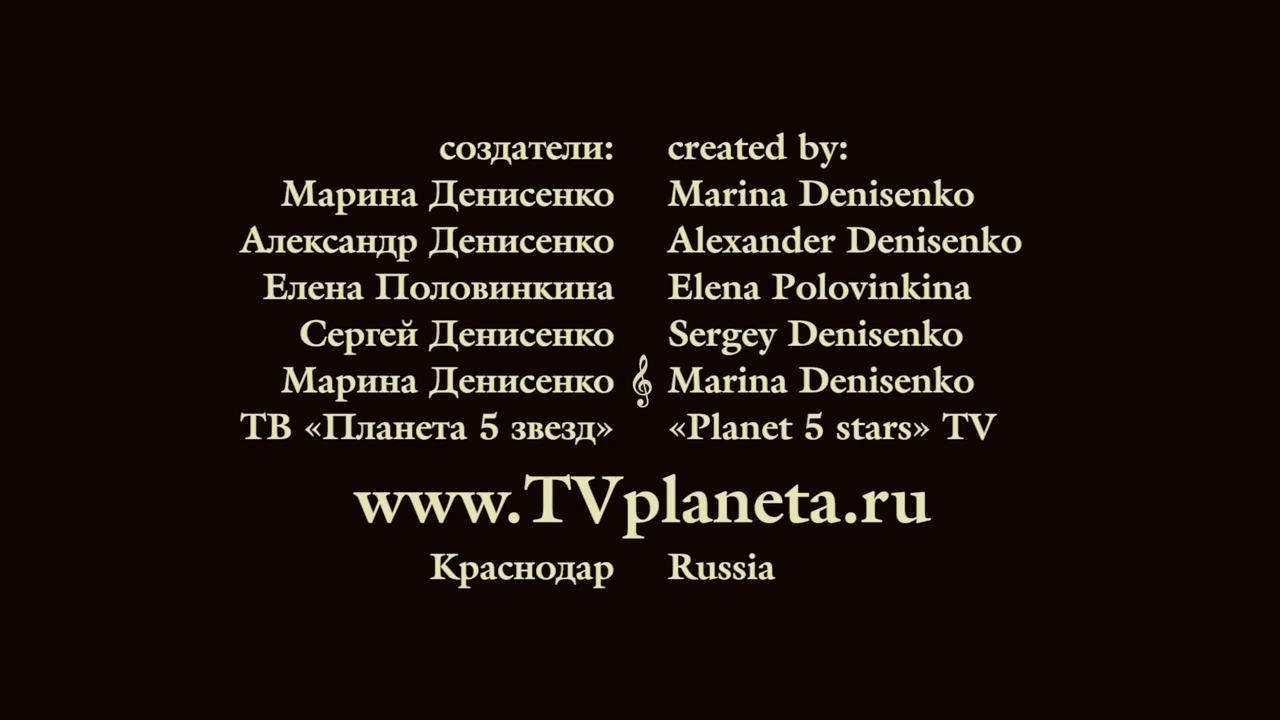 создатели: created by:
Марина Денисенко Marina Denisenko
Александр Денисенко Alexander Denisenko
Елена Половинкина Elena Polovinkina
Сергей Денисенко Sergey Denisenko
Марина Денисенко 𝄞 Marina Denisenko
ТВ «Планета 5 звезд» «Planet 5 stars» TV
www.TVplaneta.ru
Краснодар Russia